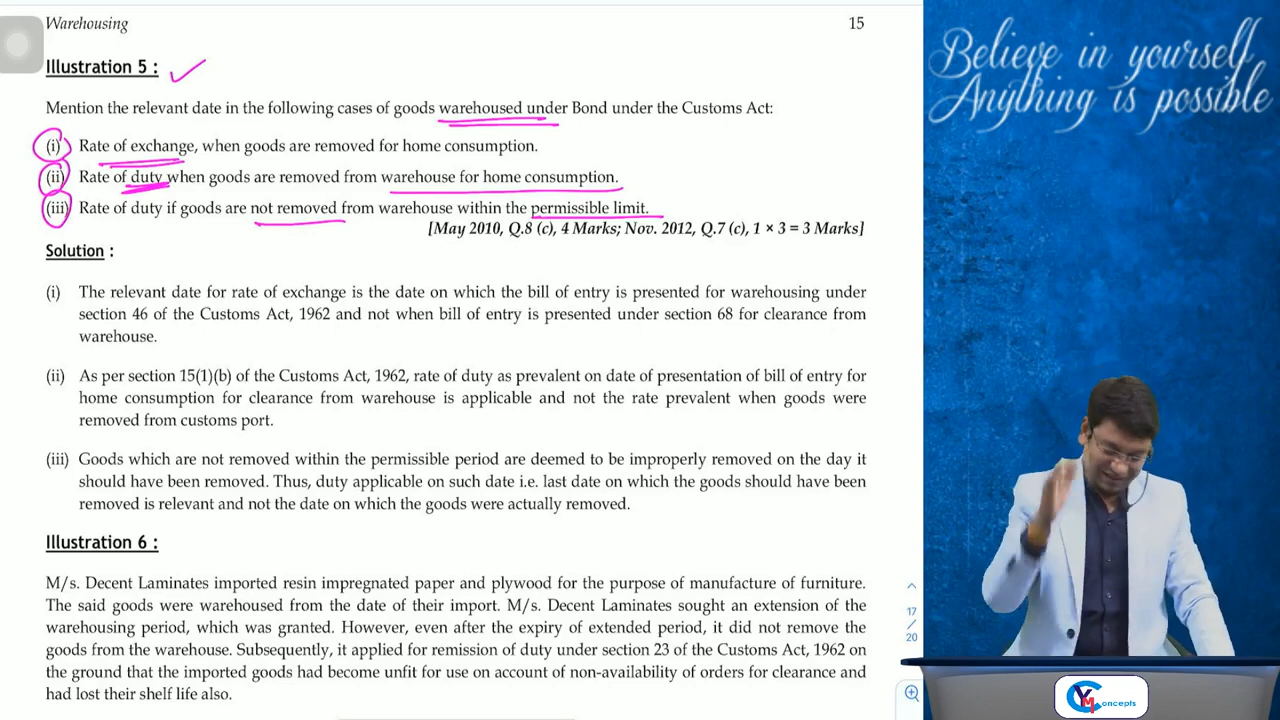 Warehousing 15
Illustration 5 :
Mention the relevant date in the following cases of goods warehoused under Bond under the Customs Act:
(i) Rate of exchange, when goods are removed for home consumption.
(ii) Rate of duty when goods are removed from warehouse for home consumption.
(iii) Rate of duty if goods are not removed from warehouse within the permissible limit.
[May 2010, Q.8 (c), 4 Marks; Nov. 2012, Q.7 (c), 1 × 3 = 3 Marks]
Solution :
(i) The relevant date for rate of exchange is the date on which the bill of entry is presented for warehousing under
section 46 of the Customs Act, 1962 and not when bill of entry is presented under section 68 for clearance from
warehouse.
(ii) As per section 15(1)(b) of the Customs Act, 1962, rate of duty as prevalent on date of presentation of bill of entry for
home consumption for clearance from warehouse is applicable and not the rate prevalent when goods were
removed from customs port.
(iii) Goods which are not removed within the permissible period are deemed to be improperly removed on the day it
should have been removed. Thus, duty applicable on such date i.e. last date on which the goods should have been
removed is relevant and not the date on which the goods were actually removed.
Illustration 6 :
M/s. Decent Laminates imported resin impregnated paper and plywood for the purpose of manufacture of furniture.
The said goods were warehoused from the date of their import. M/s. Decent Laminates sought an extension of the
warehousing period, which was granted. However, even after the expiry of extended period, it did not remove the
goods from the warehouse. Subsequently, it applied for remission of duty under section 23 of the Customs Act, 1962 on
the ground that the imported goods had become unfit for use on account of non-availability of orders for clearance and
had lost their shelf life also.
17
/
20
Believe in yourself
Anything is possible
YM Concepts